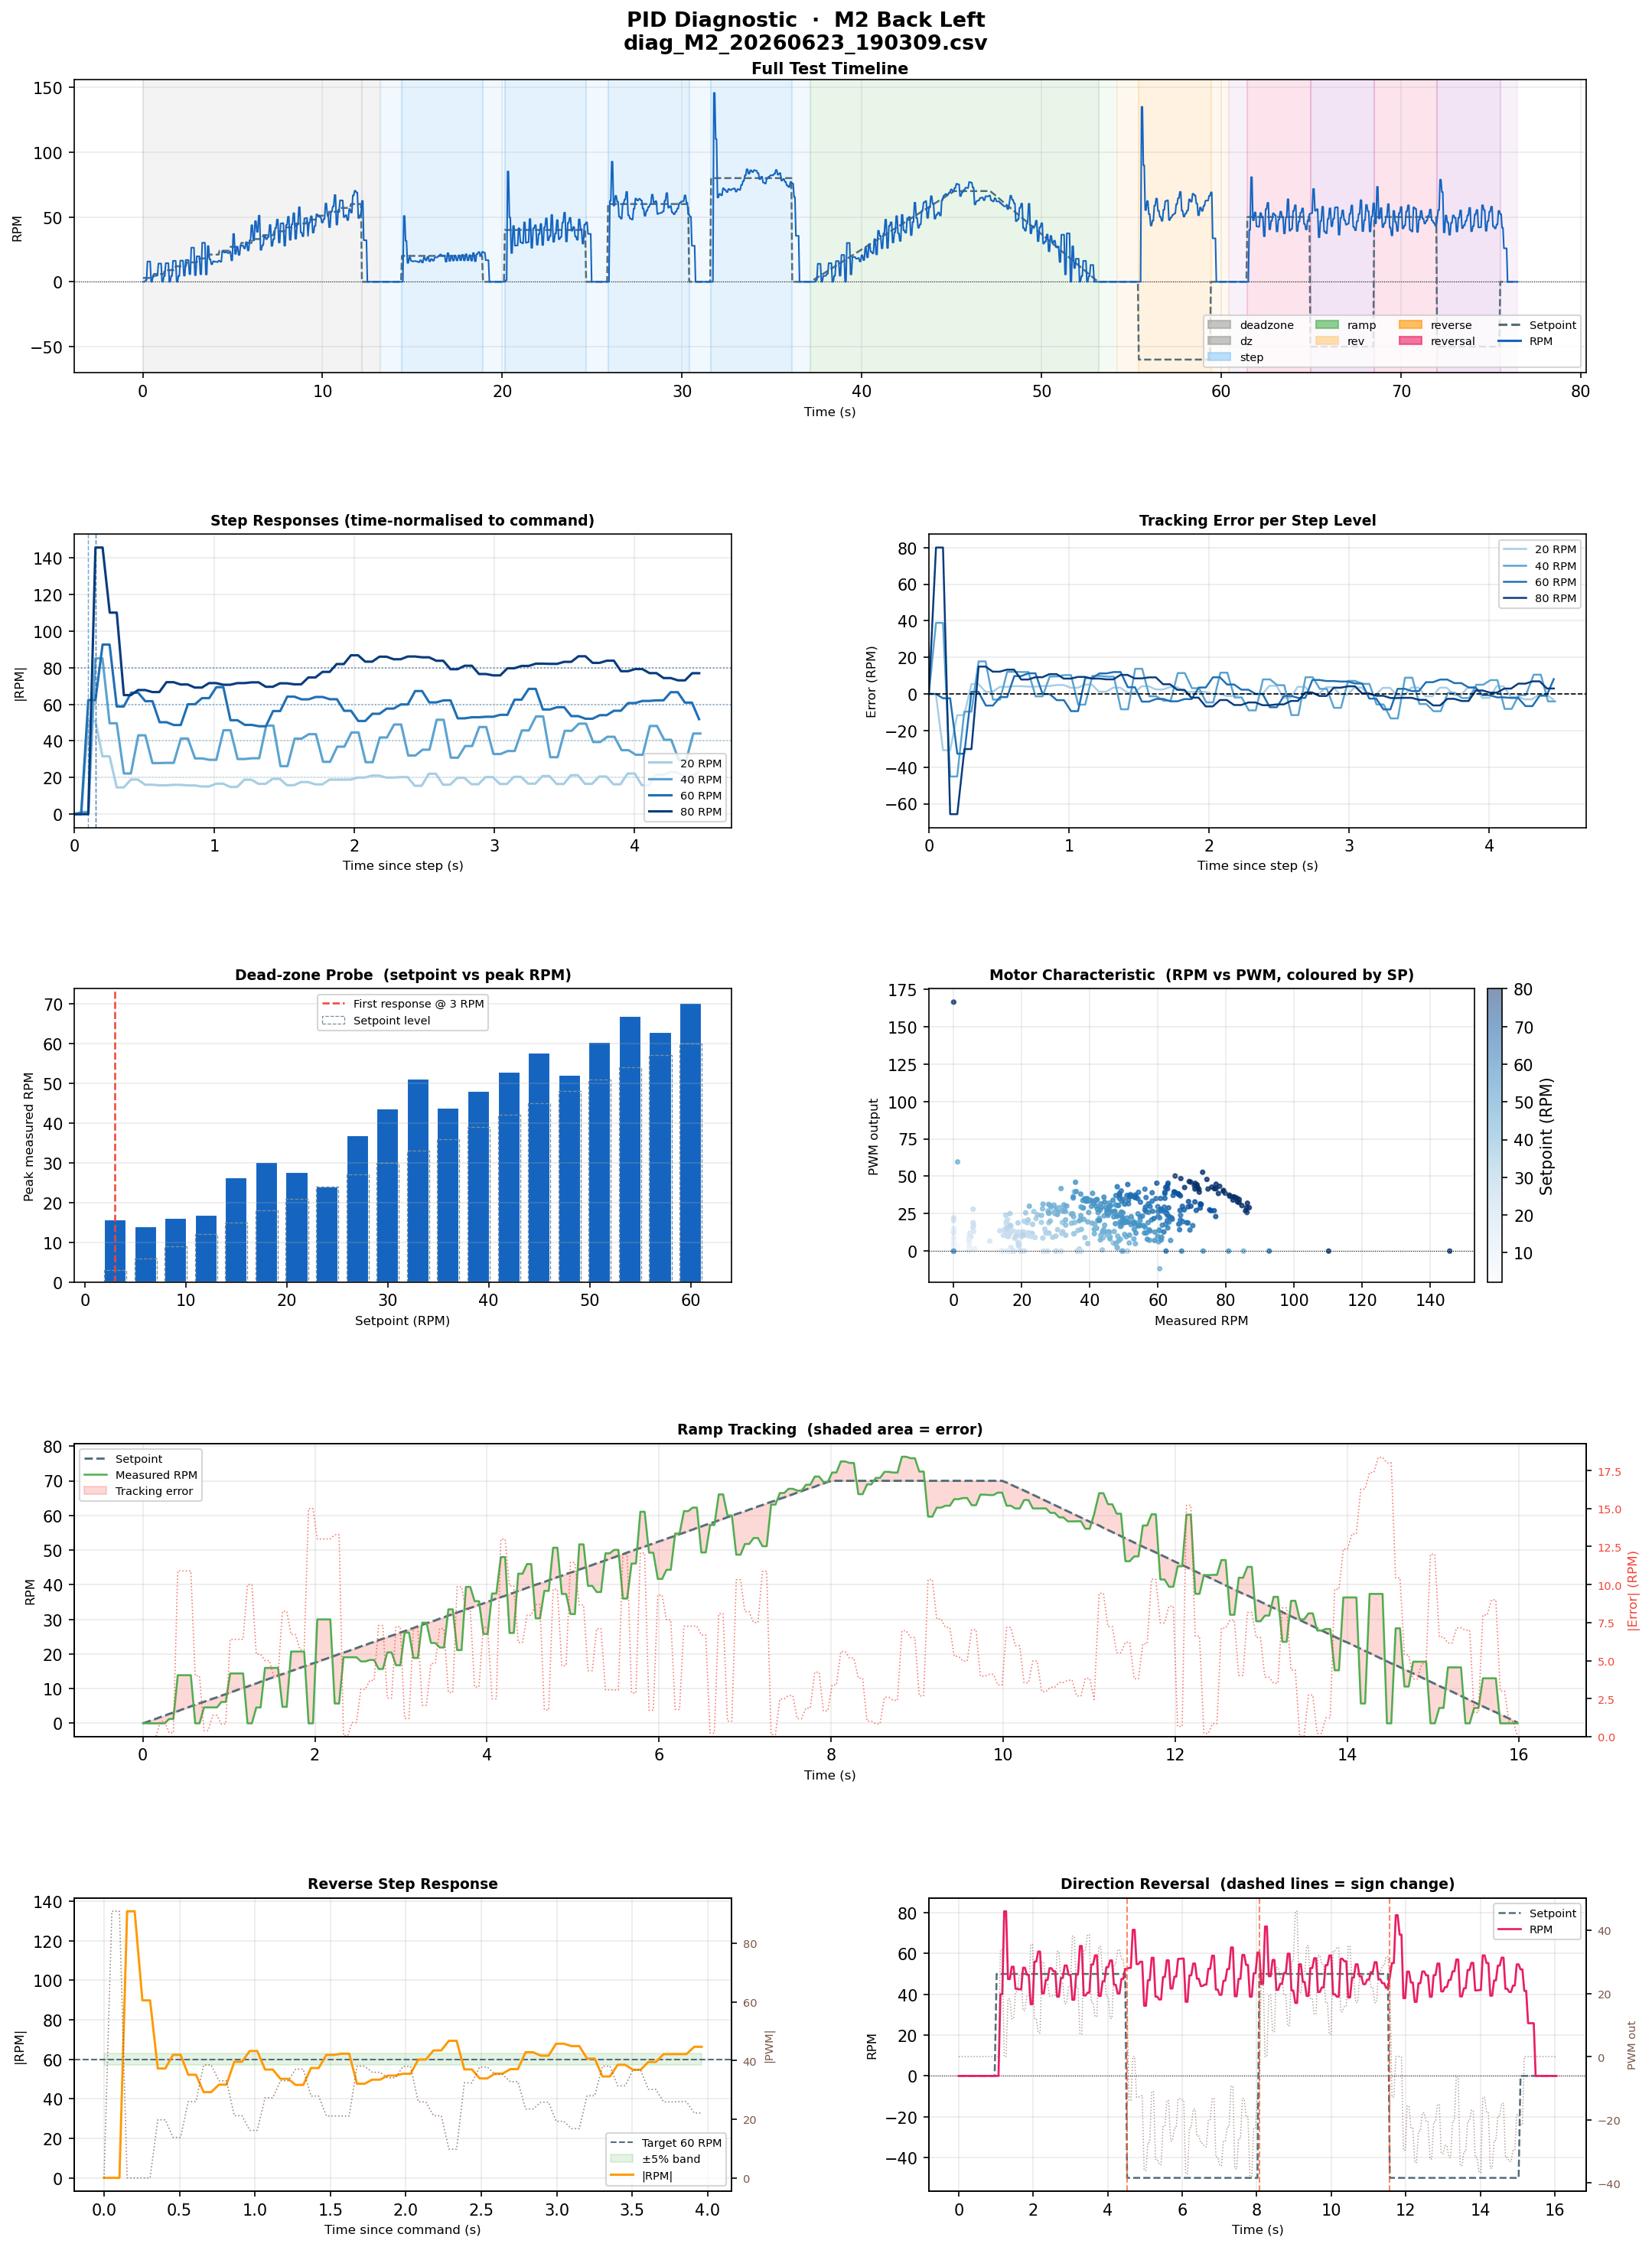 PID Diagnostic · M2 Back Left
diag_M2_20260623_190309.csv
Full Test Timeline
RPM
150
100
50
0
−50
0 10 20 30 40 50 60 70 80
Time (s)
deadzone
dz
step
ramp
rev
reverse
reversal
Setpoint
RPM
Step Responses (time-normalised to command)
|RPM|
140
120
100
80
60
40
20
0
0 1 2 3 4
Time since step (s)
20 RPM
40 RPM
60 RPM
80 RPM
Tracking Error per Step Level
Error (RPM)
80
60
40
20
0
−20
−40
−60
0 1 2 3 4
Time since step (s)
20 RPM
40 RPM
60 RPM
80 RPM
Dead-zone Probe (setpoint vs peak RPM)
Peak measured RPM
70
60
50
40
30
20
10
0
0 10 20 30 40 50 60
Setpoint (RPM)
First response @ 3 RPM
Setpoint level
Motor Characteristic (RPM vs PWM, coloured by SP)
PWM output
175
150
125
100
75
50
25
0
0 20 40 60 80 100 120 140
Measured RPM
80
70
60
50
40
30
20
10
Setpoint (RPM)
Ramp Tracking (shaded area = error)
RPM
80
70
60
50
40
30
20
10
0
0 2 4 6 8 10 12 14 16
Time (s)
Setpoint
Measured RPM
Tracking error
17.5
15.0
12.5
10.0
7.5
5.0
2.5
0.0
|Error| (RPM)
Reverse Step Response
|RPM|
140
120
100
80
60
40
20
0
0.0 0.5 1.0 1.5 2.0 2.5 3.0 3.5 4.0
Time since command (s)
80
60
40
20
0
|PWM|
Target 60 RPM
±5% band
|RPM|
Direction Reversal (dashed lines = sign change)
RPM
80
60
40
20
0
−20
−40
0 2 4 6 8 10 12 14 16
Time (s)
40
20
0
−20
−40
PWM out
Setpoint
RPM